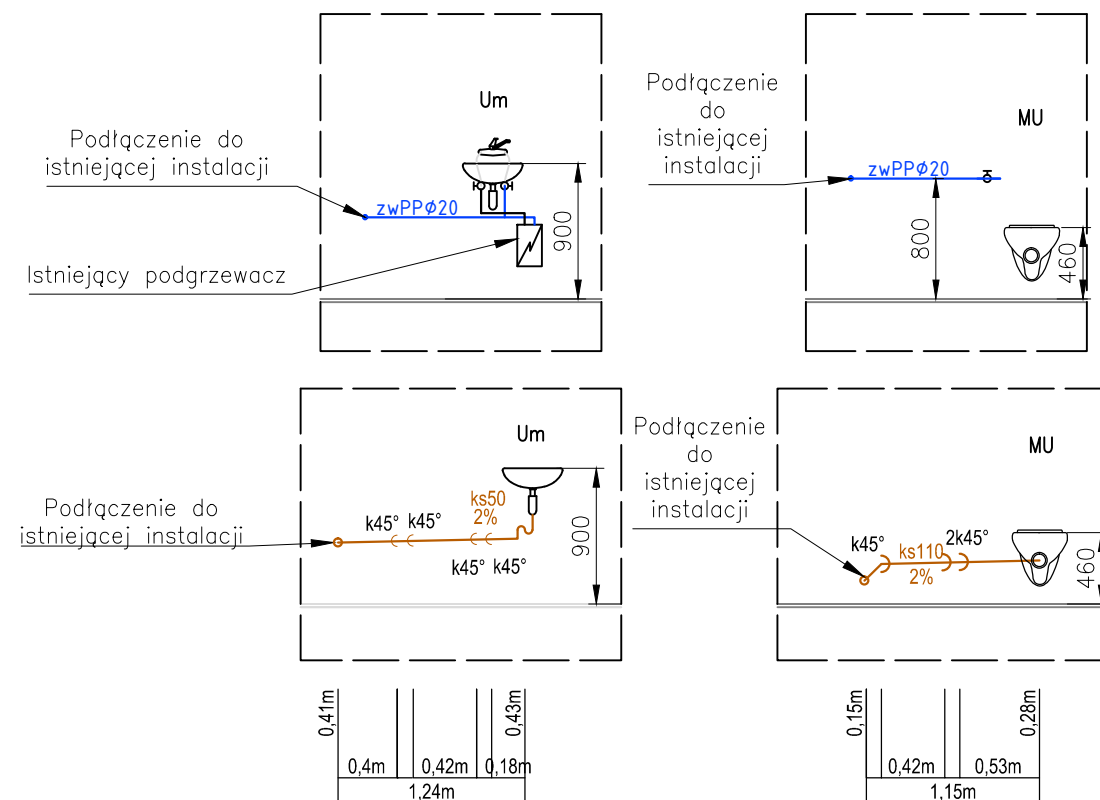 Um
Podłączenie do
istniejącej instalacji
zwPPØ20
900
Istniejący podgrzewacz
Podłączenie
do
istniejącej
instalacji
MU
zwPPØ20
800
460
Um
Podłączenie do
istniejącej instalacji
k45° k45°
ks50
2%
k45° k45°
900
Podłączenie
do
istniejącej
instalacji
MU
k45°
ks110
2%
2k45°
460
0,41m
0,43m
0,4m
0,42m
0,18m
1,24m
0,15m
0,28m
0,42m
0,53m
1,15m